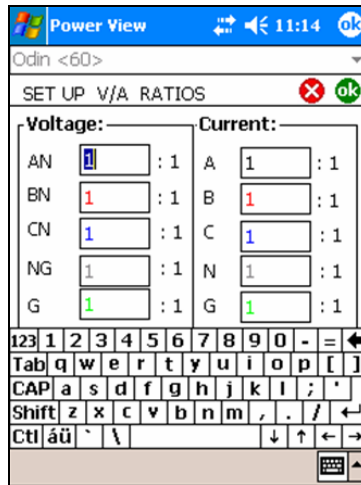 Power View 11:14 ok
Odin <60>
SET UP V/A RATIOS ok
Voltage: Current:
AN 1 : 1 A 1 : 1
BN 1 : 1 B 1 : 1
CN 1 : 1 C 1 : 1
NG 1 : 1 N 1 : 1
G 1 : 1 G 1 : 1
123 1 2 3 4 5 6 7 8 9 0 - =
Tab q w e r t y u i o p [ ]
CAP a s d f g h j k l ; '
Shift z x c v b n m , . /
Ctl áü ` \